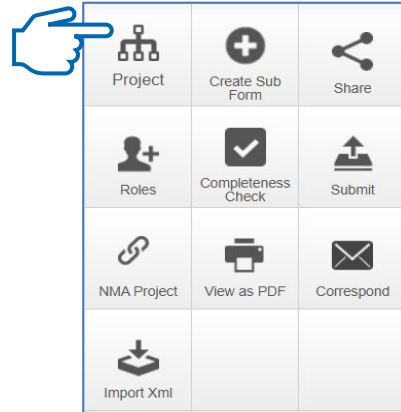 Project
Create Sub
Form
Share
Roles
Completeness
Check
Submit
NMA Project
View as PDF
Correspond
Import Xml